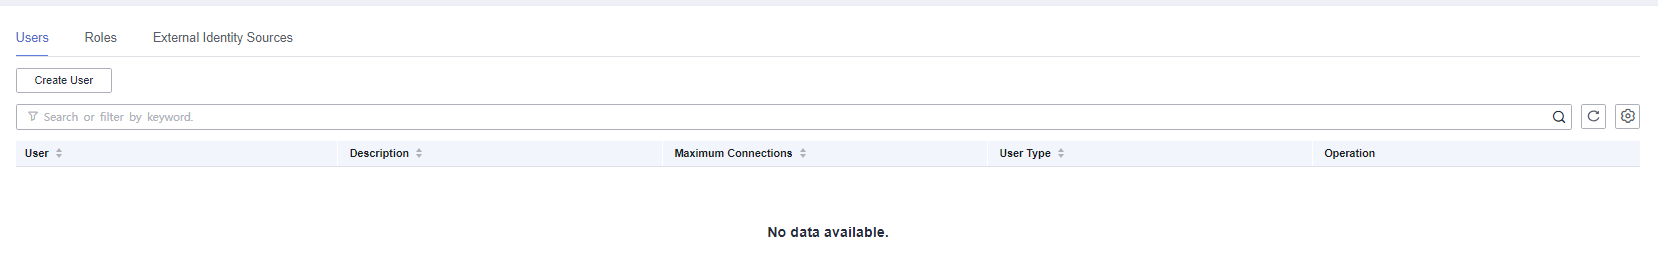 Users Roles External Identity Sources
Create User
Search or filter by keyword.
User Description Maximum Connections User Type Operation
No data available.